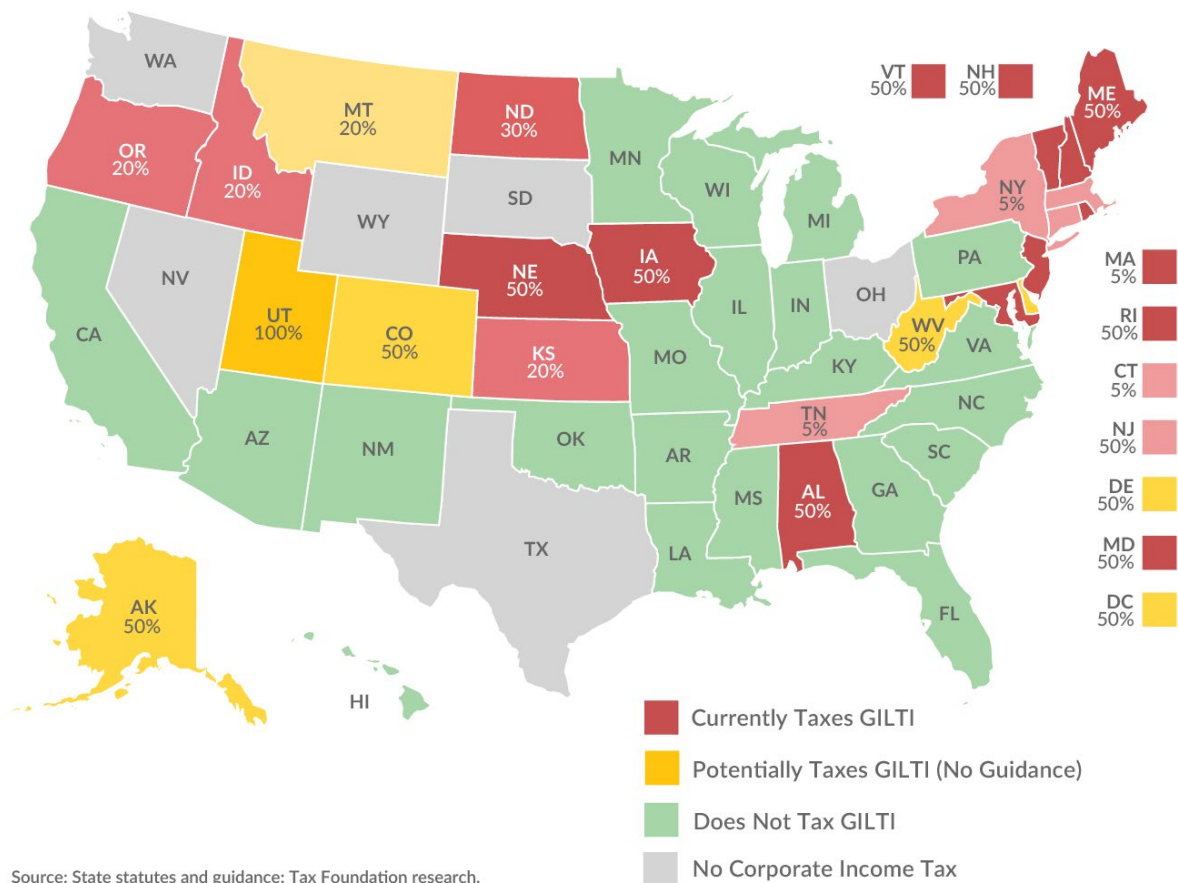 WA
VT
50%
NH
50%
ME
50%
MT
20%
ND
30%
OR
20%
ID
20%
MN
WI
MI
NY
5%
SD
WY
NV
NE
50%
IA
50%
PA
MA
5%
RI
50%
CT
5%
NJ
50%
DE
50%
MD
50%
DC
50%
CA
UT
100%
CO
50%
KS
20%
MO
IL
IN
OH
WV
50%
VA
KY
NC
TN
5%
SC
AZ
NM
OK
AR
MS
AL
50%
GA
TX
LA
FL
AK
50%
HI
Currently Taxes GILTI
Potentially Taxes GILTI (No Guidance)
Does Not Tax GILTI
No Corporate Income Tax
Source: State statutes and guidance; Tax Foundation research.